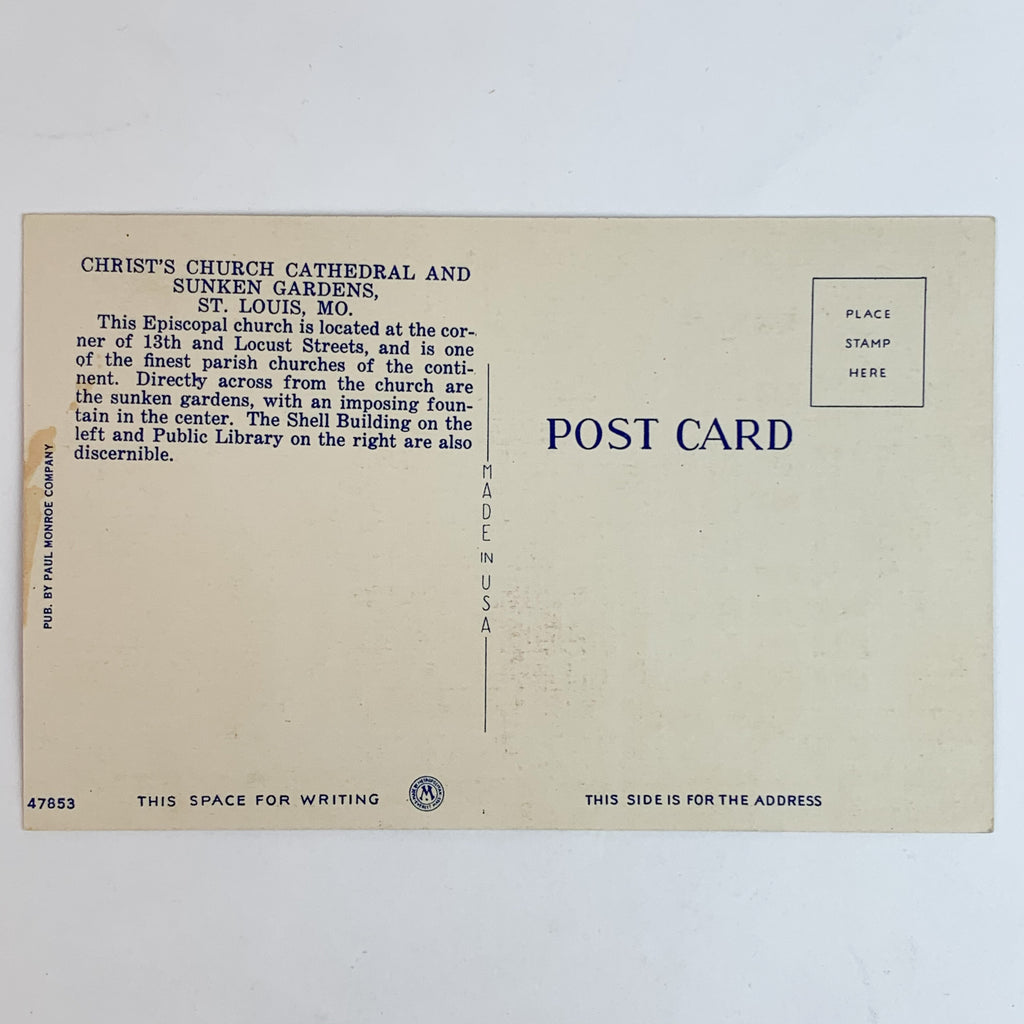 CHRIST'S CHURCH CATHEDRAL AND
SUNKEN GARDENS,
ST. LOUIS, MO.
This Episcopal church is located at the cor-
ner of 13th and Locust Streets, and is one
of the finest parish churches of the conti-
nent. Directly across from the church are
the sunken gardens, with an imposing foun-
tain in the center. The Shell Building on the
left and Public Library on the right are also
discernible.
PUB. BY PAUL MONROE COMPANY
47853
THIS SPACE FOR WRITING
M
MADE IN USA
POST CARD
PLACE
STAMP
HERE
THIS SIDE IS FOR THE ADDRESS